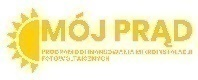 MÓJ PRĄD
PROGRAM DOFINANSOWANIA MIKROINSTALACJI
FOTOWOLTAICZNYCH